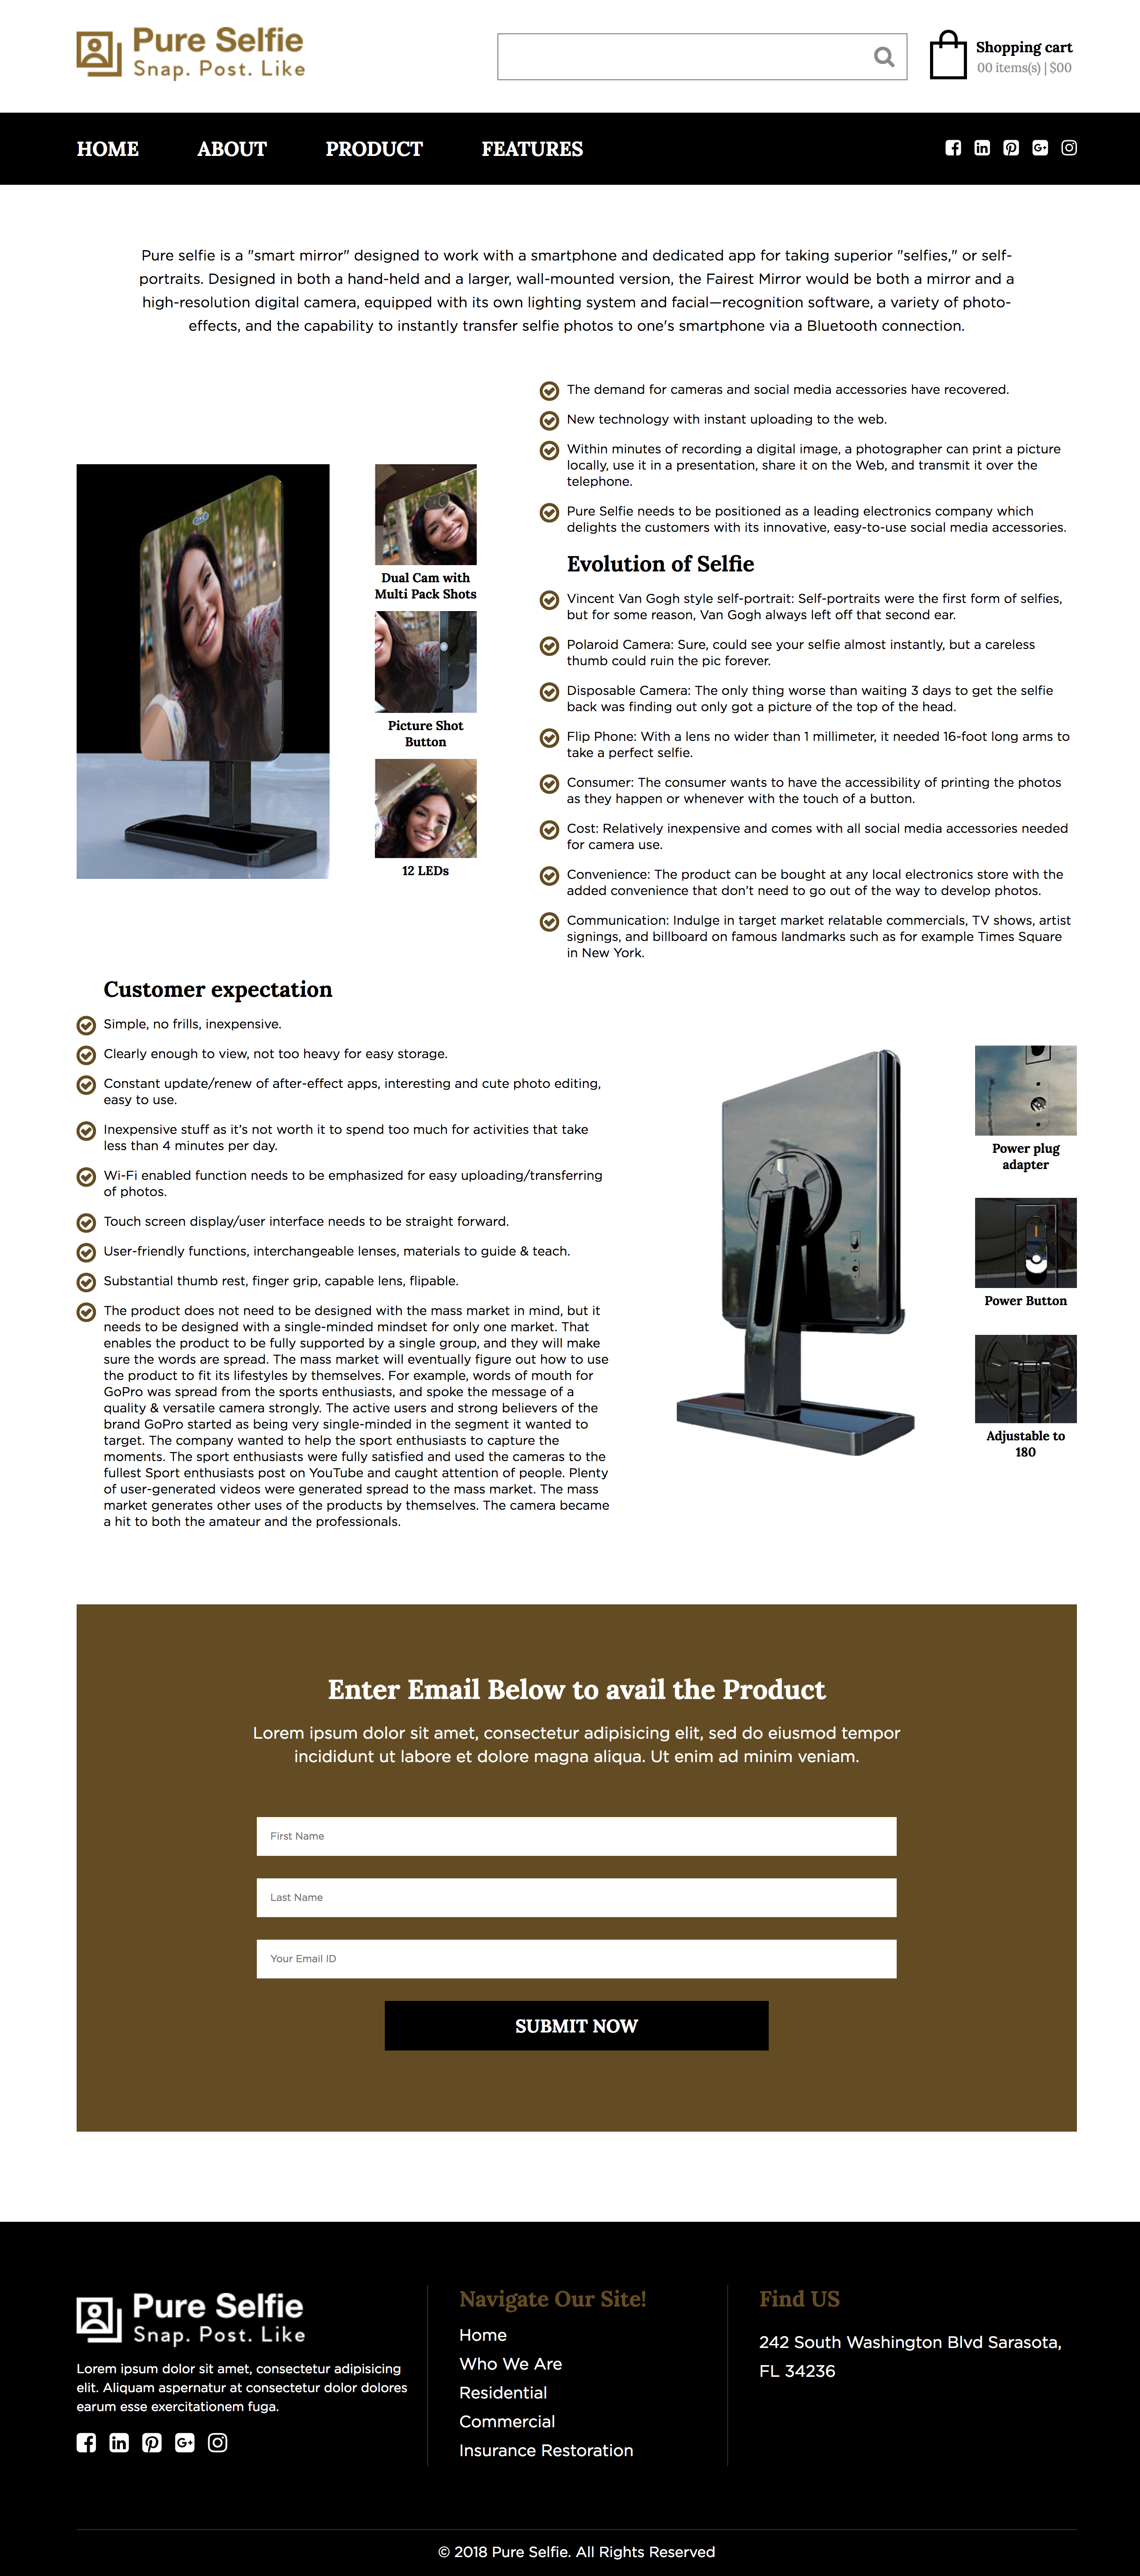 Pure Selfie
Snap. Post. Like
Shopping cart
00 items(s) | $00
HOME
ABOUT
PRODUCT
FEATURES
Pure selfie is a "smart mirror" designed to work with a smartphone and dedicated app for taking superior "selfies," or self-
portraits. Designed in both a hand-held and a larger, wall-mounted version, the Fairest Mirror would be both a mirror and a
high-resolution digital camera, equipped with its own lighting system and facial—recognition software, a variety of photo-
effects, and the capability to instantly transfer selfie photos to one's smartphone via a Bluetooth connection.
Dual Cam with
Multi Pack Shots
Picture Shot
Button
12 LEDs
The demand for cameras and social media accessories have recovered.
New technology with instant uploading to the web.
Within minutes of recording a digital image, a photographer can print a picture
locally, use it in a presentation, share it on the Web, and transmit it over the
telephone.
Pure Selfie needs to be positioned as a leading electronics company which
delights the customers with its innovative, easy-to-use social media accessories.
Evolution of Selfie
Vincent Van Gogh style self-portrait: Self-portraits were the first form of selfies,
but for some reason, Van Gogh always left off that second ear.
Polaroid Camera: Sure, could see your selfie almost instantly, but a careless
thumb could ruin the pic forever.
Disposable Camera: The only thing worse than waiting 3 days to get the selfie
back was finding out only got a picture of the top of the head.
Flip Phone: With a lens no wider than 1 millimeter, it needed 16-foot long arms to
take a perfect selfie.
Consumer: The consumer wants to have the accessibility of printing the photos
as they happen or whenever with the touch of a button.
Cost: Relatively inexpensive and comes with all social media accessories needed
for camera use.
Convenience: The product can be bought at any local electronics store with the
added convenience that don’t need to go out of the way to develop photos.
Communication: Indulge in target market relatable commercials, TV shows, artist
signings, and billboard on famous landmarks such as for example Times Square
in New York.
Customer expectation
Simple, no frills, inexpensive.
Clearly enough to view, not too heavy for easy storage.
Constant update/renew of after-effect apps, interesting and cute photo editing,
easy to use.
Inexpensive stuff as it’s not worth it to spend too much for activities that take
less than 4 minutes per day.
Wi-Fi enabled function needs to be emphasized for easy uploading/transferring
of photos.
Touch screen display/user interface needs to be straight forward.
User-friendly functions, interchangeable lenses, materials to guide & teach.
Substantial thumb rest, finger grip, capable lens, flipable.
The product does not need to be designed with the mass market in mind, but it
needs to be designed with a single-minded mindset for only one market. That
enables the product to be fully supported by a single group, and they will make
sure the words are spread. The mass market will eventually figure out how to use
the product to fit its lifestyles by themselves. For example, words of mouth for
GoPro was spread from the sports enthusiasts, and spoke the message of a
quality & versatile camera strongly. The active users and strong believers of the
brand GoPro started as being very single-minded in the segment it wanted to
target. The company wanted to help the sport enthusiasts to capture the
moments. The sport enthusiasts were fully satisfied and used the cameras to the
fullest Sport enthusiasts post on YouTube and caught attention of people. Plenty
of user-generated videos were generated spread to the mass market. The mass
market generates other uses of the products by themselves. The camera became
a hit to both the amateur and the professionals.
Power plug
adapter
Power Button
Adjustable to
180
Enter Email Below to avail the Product
Lorem ipsum dolor sit amet, consectetur adipisicing elit, sed do eiusmod tempor
incididunt ut labore et dolore magna aliqua. Ut enim ad minim veniam.
First Name
Last Name
Your Email ID
SUBMIT NOW
Pure Selfie
Snap. Post. Like
Lorem ipsum dolor sit amet, consectetur adipisicing
elit. Aliquam aspernatur at consectetur dolor dolores
earum esse exercitationem fuga.
Navigate Our Site!
Home
Who We Are
Residential
Commercial
Insurance Restoration
Find US
242 South Washington Blvd Sarasota,
FL 34236
© 2018 Pure Selfie. All Rights Reserved